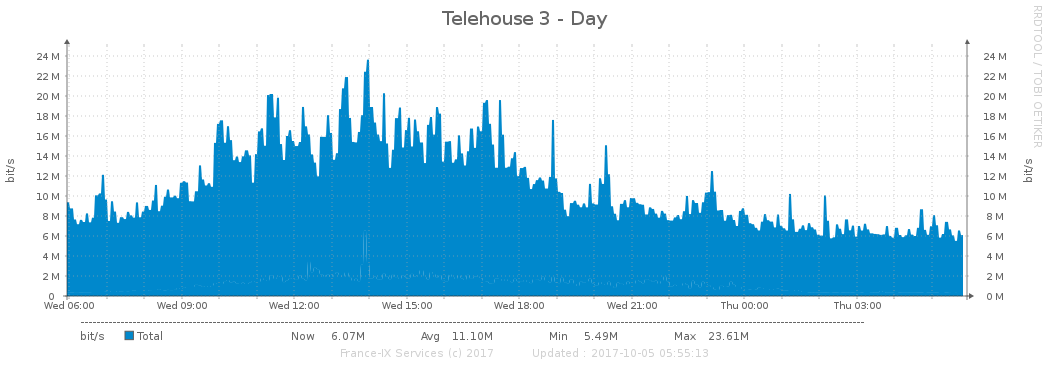 Telehouse 3 - Day
RRDTOOL / TOBI OETIKER
bit/s
24 M 24 M
22 M 22 M
20 M 20 M
18 M 18 M
16 M 16 M
14 M 14 M
12 M 12 M
10 M 10 M
8 M 8 M
6 M 6 M
4 M 4 M
2 M 2 M
0 0 M
bit/s
Wed 06:00 Wed 09:00 Wed 12:00 Wed 15:00 Wed 18:00 Wed 21:00 Thu 00:00 Thu 03:00
bit/s Total Now 6.07M Avg 11.10M Min 5.49M Max 23.61M
France-IX Services (c) 2017 Updated : 2017-10-05 05:55:13